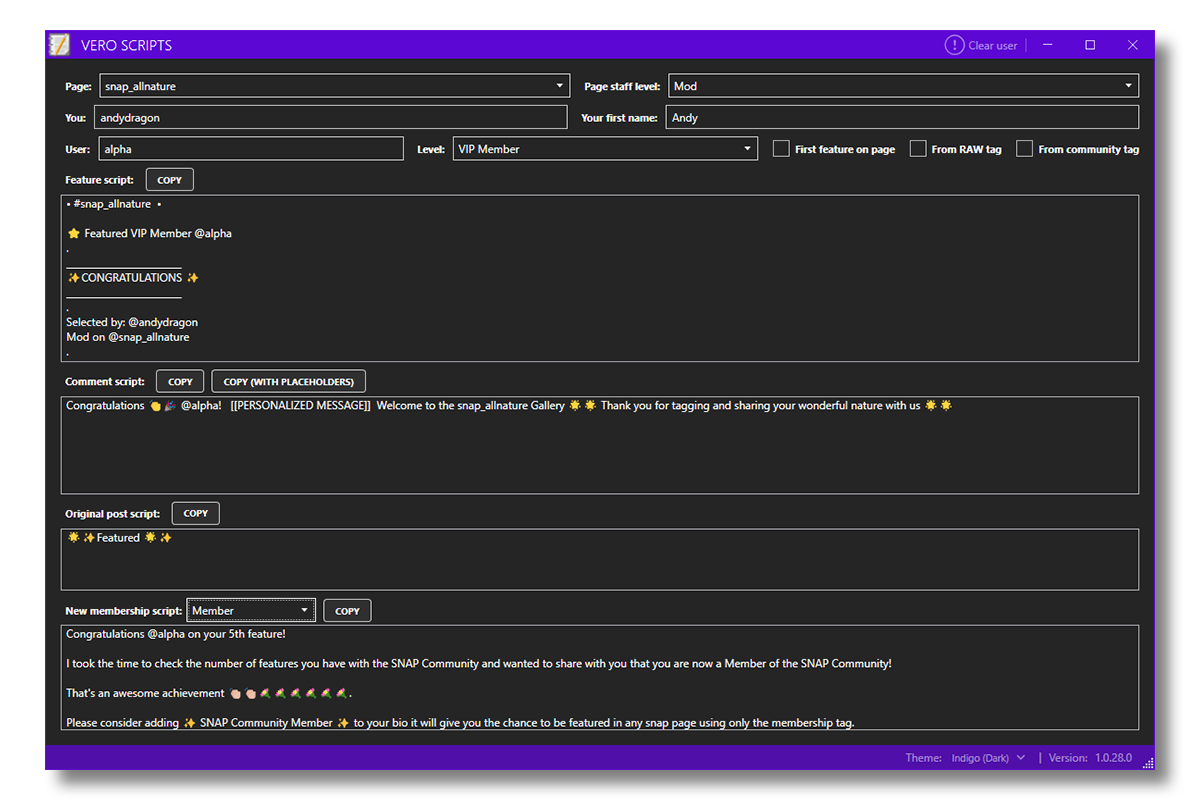 VERO SCRIPTS
Clear user
Page: snap_allnature Page staff level: Mod
You: andydragon Your first name: Andy
User: alpha Level: VIP Member First feature on page From RAW tag From community tag
Feature script: COPY
• #snap_allnature •
⭐ Featured VIP Member @alpha
.
_______________
✨CONGRATULATIONS ✨
_______________
.
Selected by: @andydragon
Mod on @snap_allnature
.
Comment script: COPY COPY (WITH PLACEHOLDERS)
Congratulations 👏🎉 @alpha! [[PERSONALIZED MESSAGE]] Welcome to the snap_allnature Gallery 🌟 🌟 Thank you for tagging and sharing your wonderful nature with us 🌟 🌟
Original post script: COPY
🌟 ✨Featured 🌟 ✨
New membership script: Member COPY
Congratulations @alpha on your 5th feature!
I took the time to check the number of features you have with the SNAP Community and wanted to share with you that you are now a Member of the SNAP Community!
That's an awesome achievement 👏🏼 👏🏼 💐 💐 💐 💐 💐 💐.
Please consider adding ✨ SNAP Community Member ✨ to your bio it will give you the chance to be featured in any snap page using only the membership tag.
Theme: Indigo (Dark) | Version: 1.0.28.0